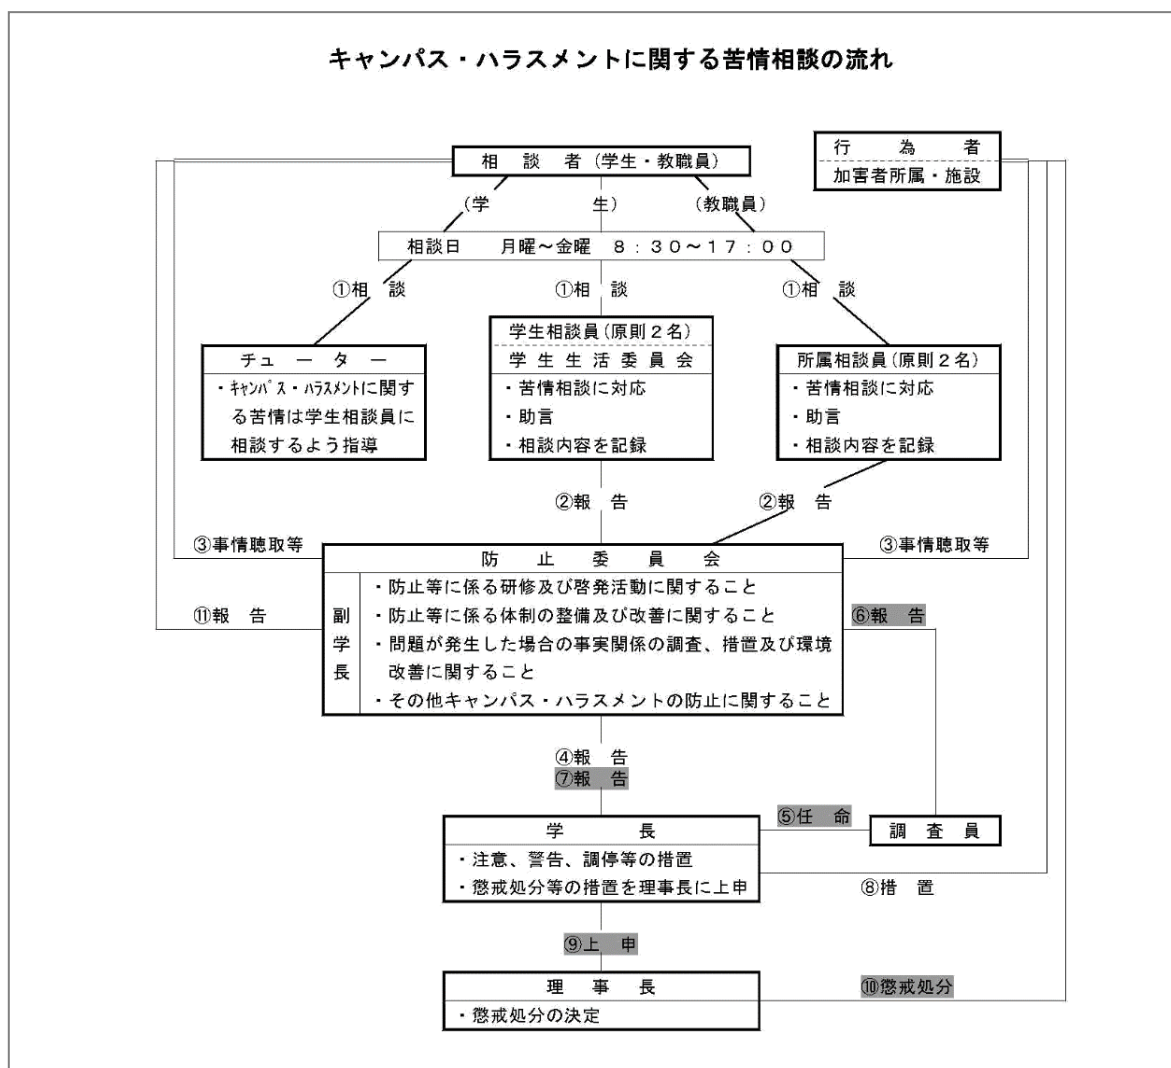 キャンパス・ハラスメントに関する苦情相談の流れ
相　談　者（学生・教職員）
行　為　者
加害者所属・施設
(学　生)
(教職員)
相談日　月曜～金曜　８：３０～１７：００
①相　談
①相　談
①相　談
チューター
・ｷｬﾝﾊﾟｽ・ﾊﾗｽﾒﾝﾄに関す
る苦情は学生相談員に
相談するよう指導
学生相談員(原則２名)
学生生活委員会
・苦情相談に対応
・助言
・相談内容を記録
所属相談員(原則２名)
・苦情相談に対応
・助言
・相談内容を記録
②報　告
②報　告
③事情聴取等
③事情聴取等
防　止　委　員　会
副学長
・防止等に係る研修及び啓発活動に関すること
・防止等に係る体制の整備及び改善に関すること
・問題が発生した場合の事実関係の調査、措置及び環境
改善に関すること
・その他キャンパス・ハラスメントの防止に関すること
⑪報　告
⑥報　告
④報　告
⑦報　告
学　長
・注意、警告、調停等の措置
・懲戒処分等の措置を理事長に上申
⑤任　命
調　査　員
⑧措　置
⑨上　申
理　事　長
・懲戒処分の決定
⑩懲戒処分